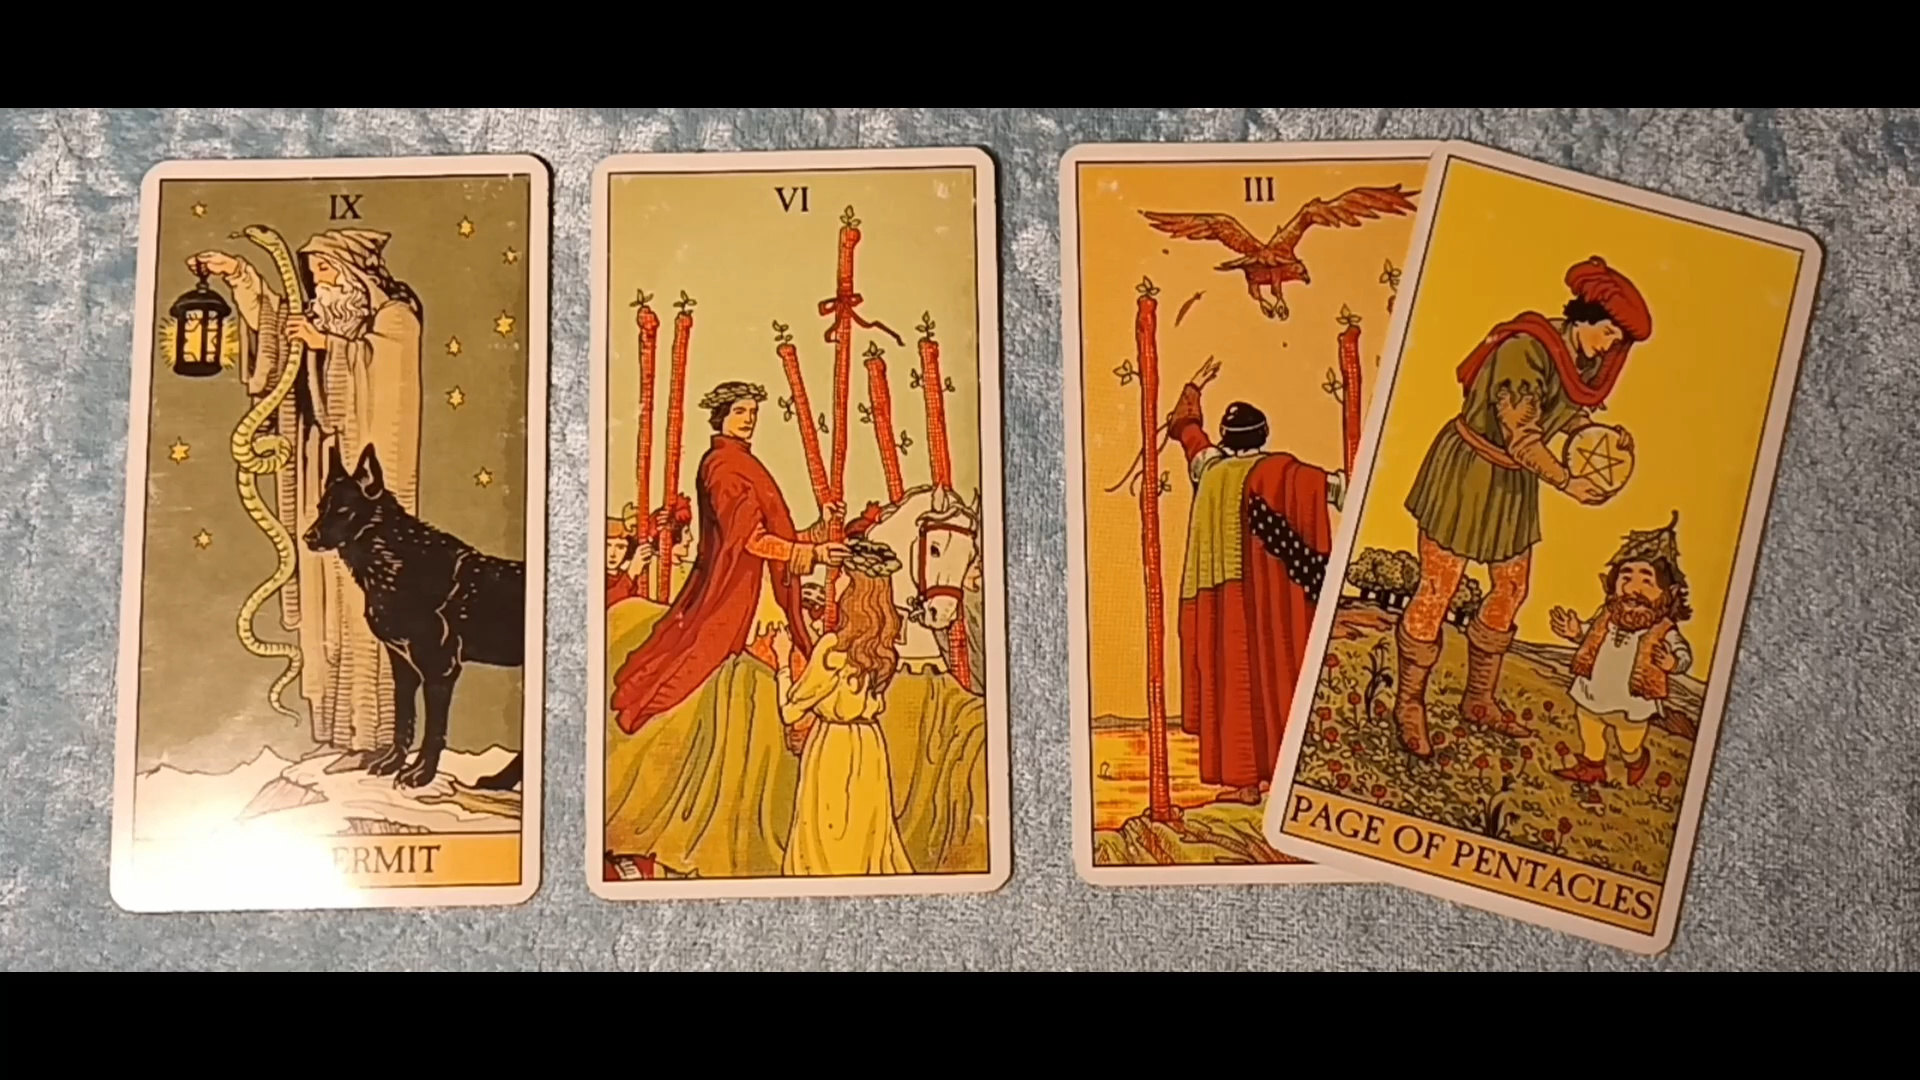 IX
ERMIT
VI
III
PAGE OF PENTACLES